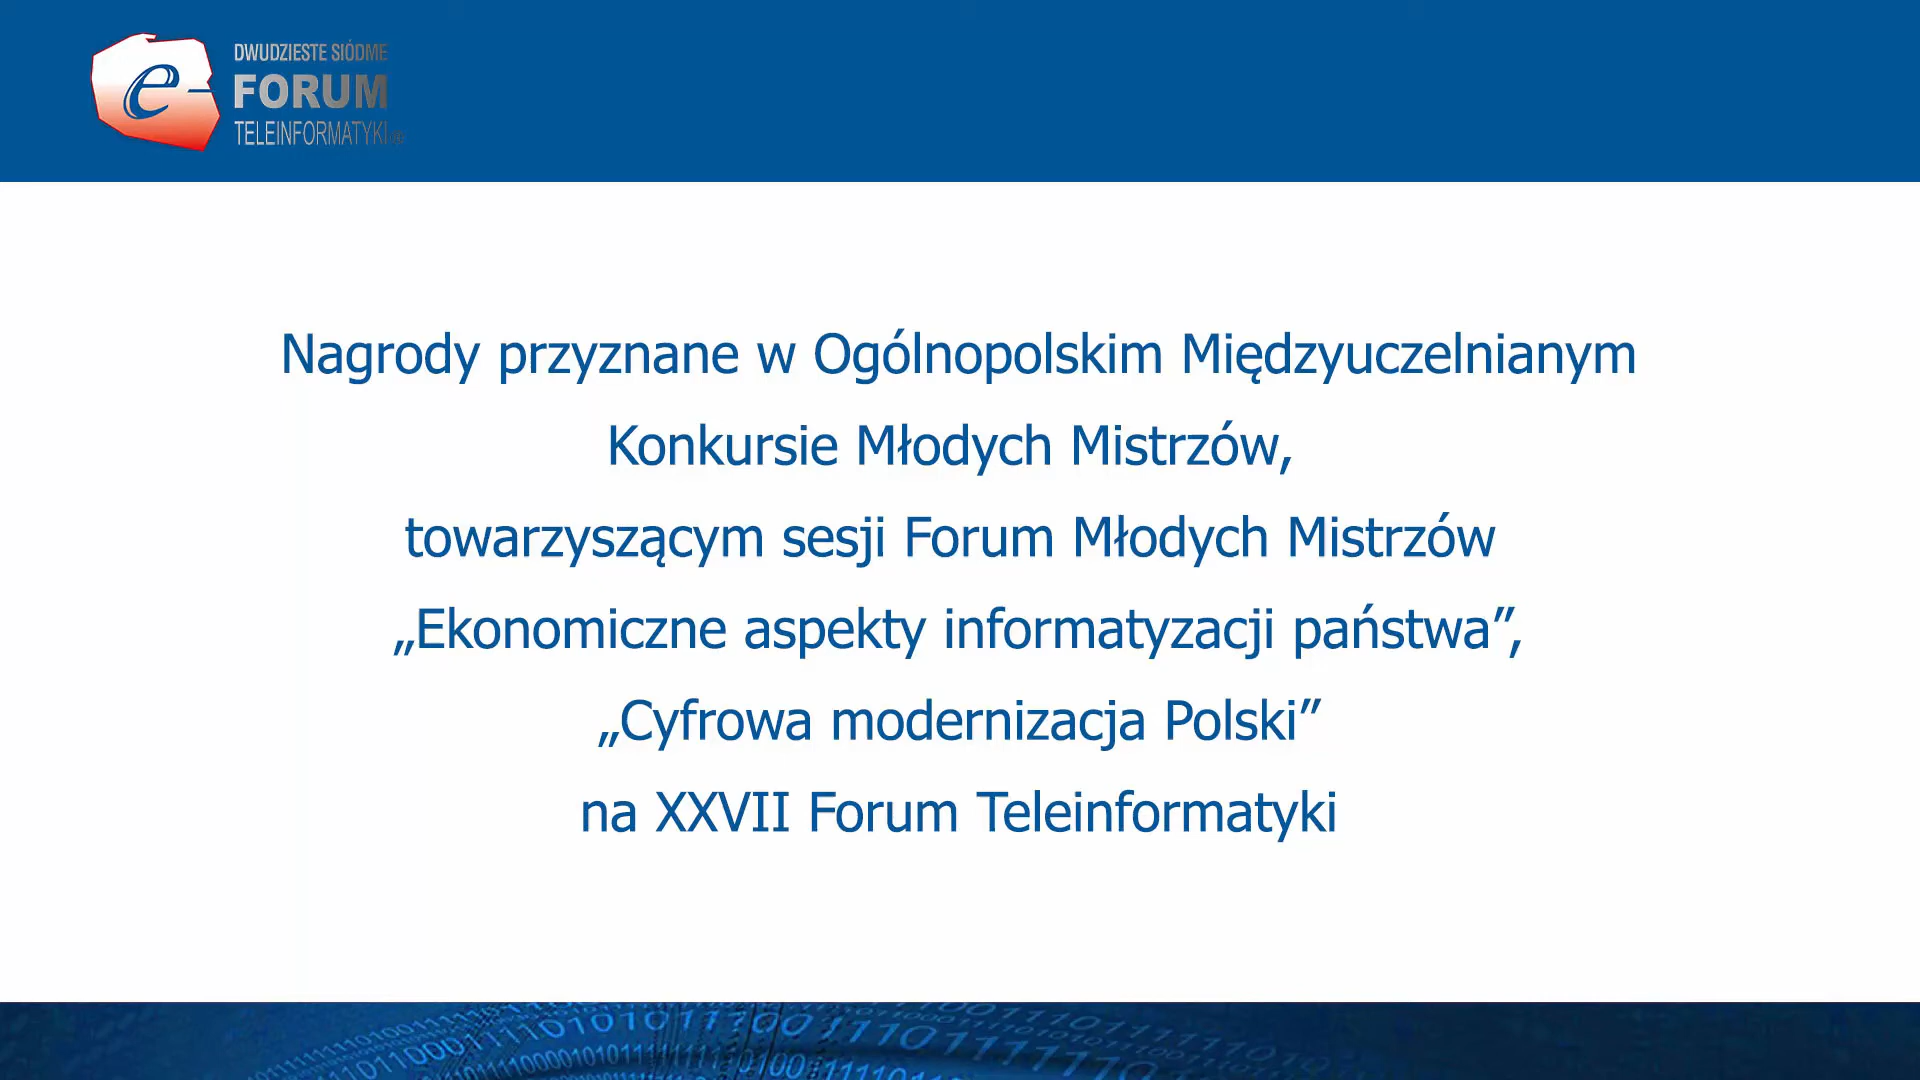 e-
DWUDZIESTE SIÓDME
FORUM
TELEINFORMATYKI
Nagrody przyznane w Ogólnopolskim Międzyuczelnianym
Konkursie Młodych Mistrzów,
towarzyszącym sesji Forum Młodych Mistrzów
„Ekonomiczne aspekty informatyzacji państwa”,
„Cyfrowa modernizacja Polski”
na XXVII Forum Teleinformatyki